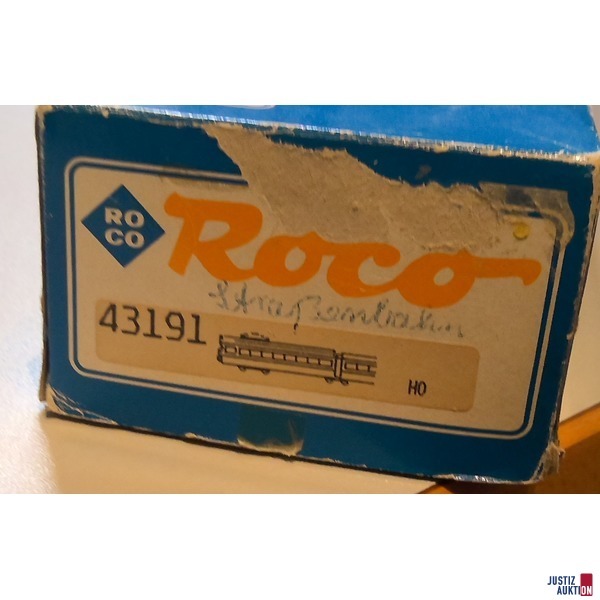 RO
CO
Roco
Straßenbahn
43191
HO
JUSTIZ
AUKTION